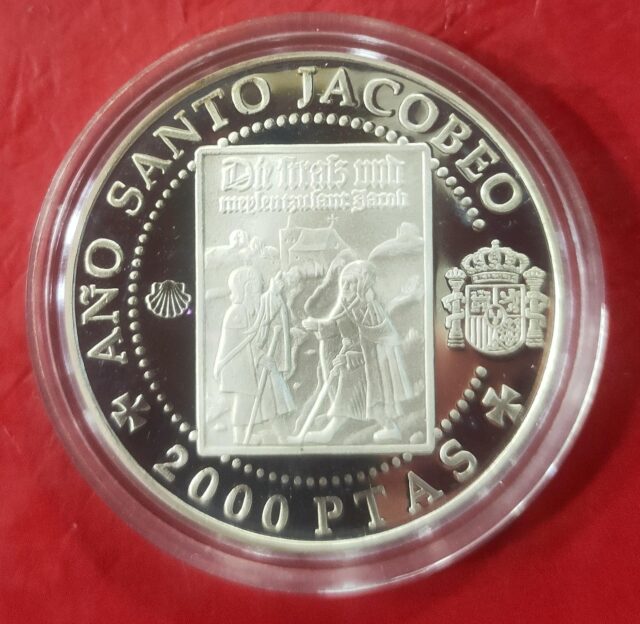 AÑO SANTO JACOBEO
Die straſs und
meylen zu sant Jacob
2000 PTAS